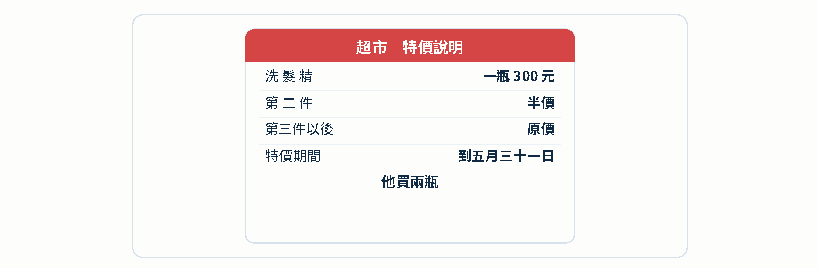 超市　特價說明
洗髮精 一瓶 300 元
第二件 半價
第三件以後 原價
特價期間 到五月三十一日
他買兩瓶